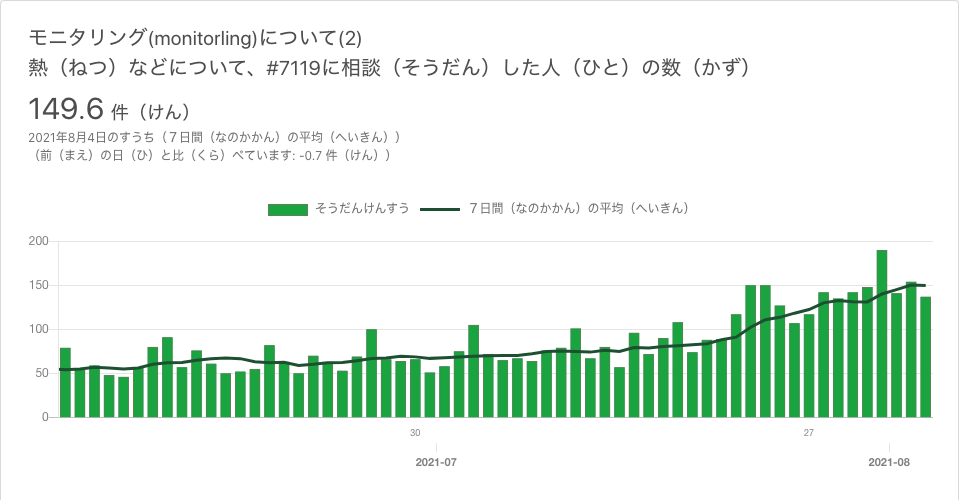 モニタリング(monitorling)について(2)
熱（ねつ）などについて、#7119に相談（そうだん）した人（ひと）の数（かず）
149.6 件（けん）
2021年8月4日のすうち（７日間（なのかかん）の平均（へいきん））
（前（まえ）の日（ひ）と比（くら）べています: -0.7 件（けん））
そうだんけんすう ７日間（なのかかん）の平均（へいきん）
200
150
100
50
0
30 27
2021-07 2021-08